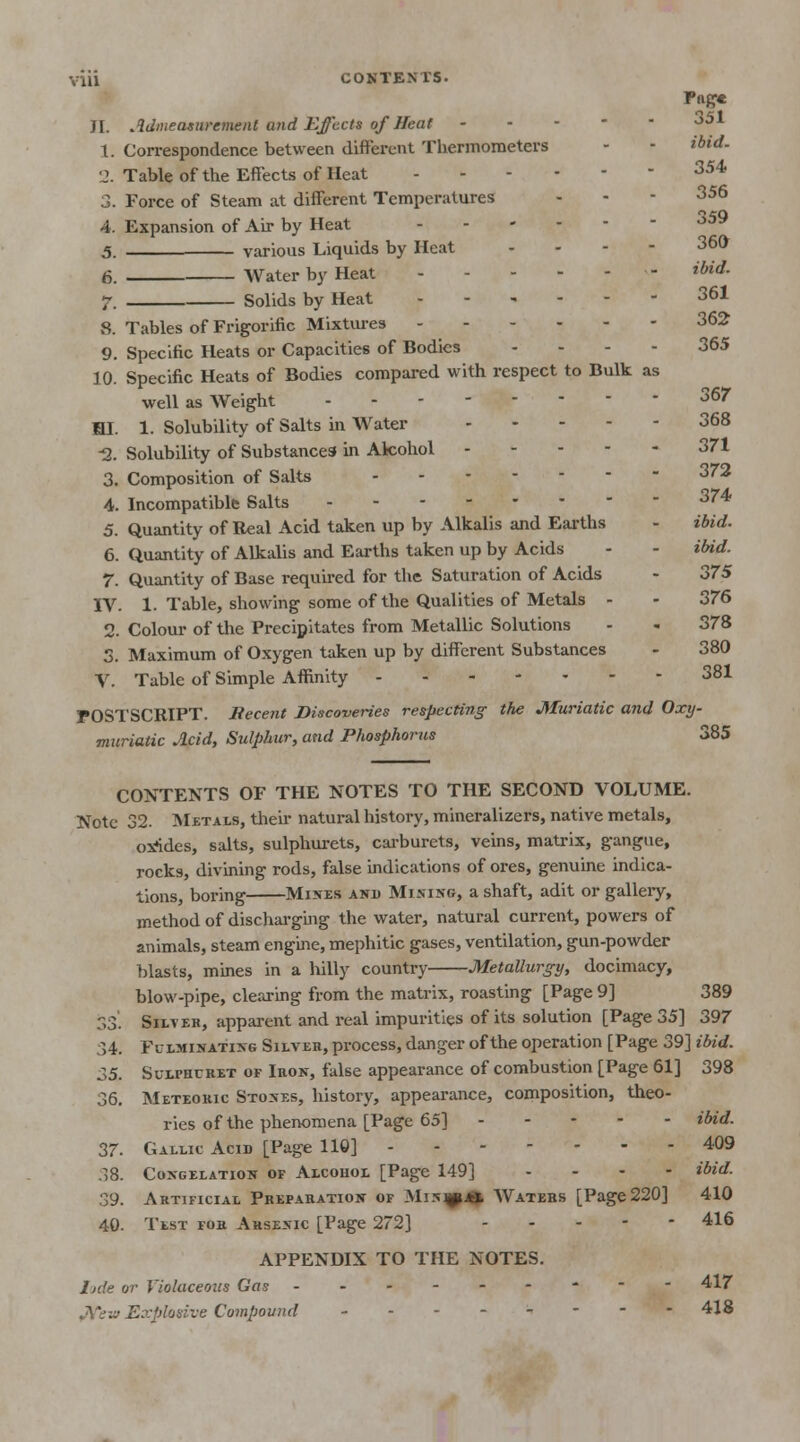 viii CONTENTS.
Page
II. Admeasurement and Effects of Heat - - - - - 351
1. Correspondence between different Thermometers - - ibid.
2. Table of the Effects of Heat - - - - - - 354
3. Force of Steam at different Temperatures - - - 356
4. Expansion of Air by Heat - - - - - - 359
5. ——— various Liquids by Heat - - - - 360
6. ——— Water by Heat - - - - - - ibid.
7. ——— Solids by Heat - - - - - - 361
8. Tables of Frigorific Mixtures - - - - - - 362
9. Specific Heats or Capacities of Bodies - - - - 365
10. Specific Heats of Bodies compared with respect to Bulk as
well as Weight - - - - - - - - 367
III. 1. Solubility of Salts in Water - - - - - 368
2. Solubility of Substances in Alcohol - - - - - 371
3. Composition of Salts - - - - - - - 372
4. Incompatible Salts - - - - - - - - 374
5. Quantity of Real Acid taken up by Alkalis and Earths - ibid.
6. Quantity of Alkalis and Earths taken up by Acids - - ibid.
7. Quantity of Base required for the Saturation of Acids - 375
IV. 1. Table, showing some of the Qualities of Metals - - 376
2. Colour of the Precipitates from Metallic Solutions - - 378
3. Maximum of Oxygen taken up by different Substances - 380
V. Table of Simple Affinity - - - - - - - 381
POSTSCRIPT. Recent Discoveries respecting the Muriatic and Oxy-
muriatic Acid, Sulphur, and Phosphorus 385
CONTENTS OF THE NOTES TO THE SECOND VOLUME.
Note 32. Metals, their natural history, mineralizers, native metals,
oxides, salts, sulphurets, carburets, veins, matrix, gangue,
rocks, divining rods, false indications of ores, genuine indica-
tions, boring——Mines and Mining, a shaft, adit or gallery,
method of discharging the water, natural current, powers of
animals, steam engine, mephitic gases, ventilation, gun-powder
blasts, mines in a hilly country——Metallurgy, docimacy,
blow-pipe, clearing from the matrix, roasting [Page 9] 389
33. Silver, apparent and real impurities of its solution [Page 35] 397
34. Fulminating Silver, process, danger of the operation [Page 39] ibid.
35. Sulphuret of Iron, false appearance of combustion [Page 61] 398
36. Meteoric Stones, history, appearance, composition, theo-
ries of the phenomena [Page 65] - - - - - ibid.
37. Gallic Acid [Page 110] - - - - - - - 409
38. Congelation of Alcohol [Page 149] - - - - ibid.
39. Artificial Preparation of Mineral Waters [Page 220] 410
40. Test for Arsenic [Page 272] - - - - - 416
APPENDIX TO THE NOTES.
Iode or Violaceous Gas - - - - - - - - - 417
New Explosive Compound - - - - - - - - 418